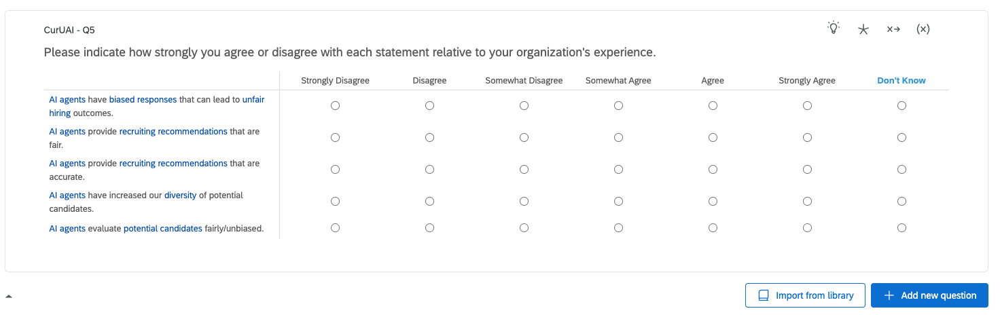 CurUAI - Q5
Please indicate how strongly you agree or disagree with each statement relative to your organization's experience.
Strongly Disagree Disagree Somewhat Disagree Somewhat Agree Agree Strongly Agree Don't Know
AI agents have biased responses that can lead to unfair
hiring outcomes.
AI agents provide recruiting recommendations that are
fair.
AI agents provide recruiting recommendations that are
accurate.
AI agents have increased our diversity of potential
candidates.
AI agents evaluate potential candidates fairly/unbiased.
Import from library
Add new question